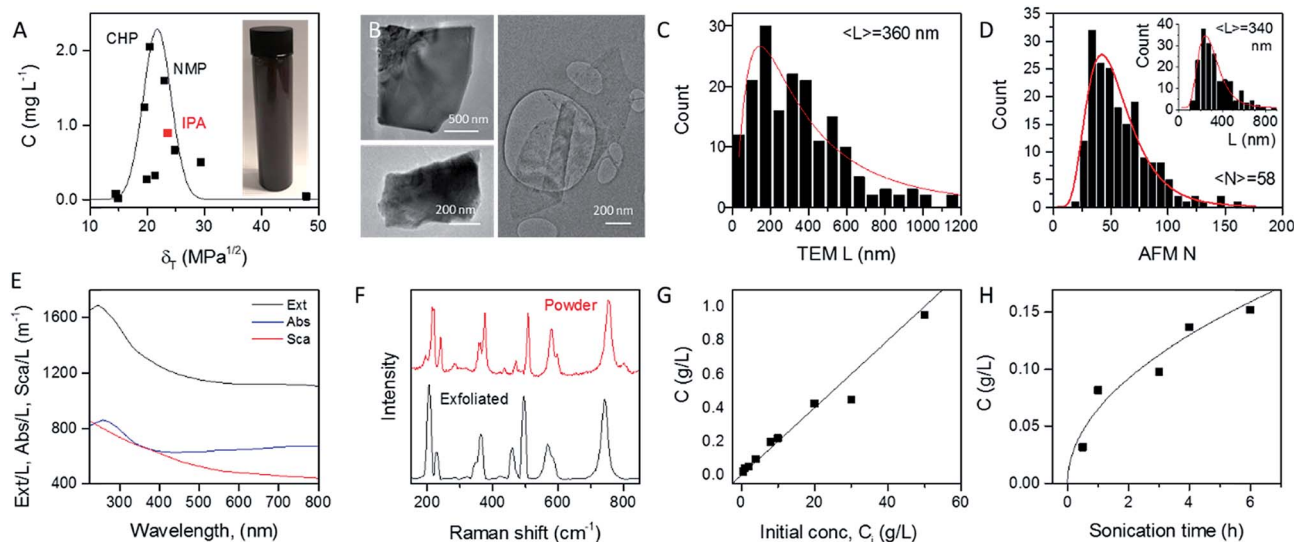 A
CHP
NMP
IPA
C (mg L⁻¹)
2.0
1.0
0.0
10 20 30 40 50
δ_T (MPa^1/2)
B
500 nm
200 nm
200 nm
C
<L>=360 nm
Count
30
20
10
0
0 200 400 600 800 1000 1200
TEM L (nm)
D
<L>=340
nm
Count
40
30
20
10
0
0 400 800
L (nm)
<N>=58
Count
35
30
25
20
15
10
5
0
0 50 100 150 200
AFM N
E
Ext
Abs
Sca
Ext/L, Abs/L, Sca/L (m⁻¹)
1600
1200
800
400
300 400 500 600 700 800
Wavelength, (nm)
F
Powder
Exfoliated
Intensity
200 400 600 800
Raman shift (cm⁻¹)
G
C (g/L)
1.0
0.8
0.6
0.4
0.2
0.0
0 20 40 60
Initial conc, C_i (g/L)
H
C (g/L)
0.15
0.10
0.05
0.00
0 3 6
Sonication time (h)